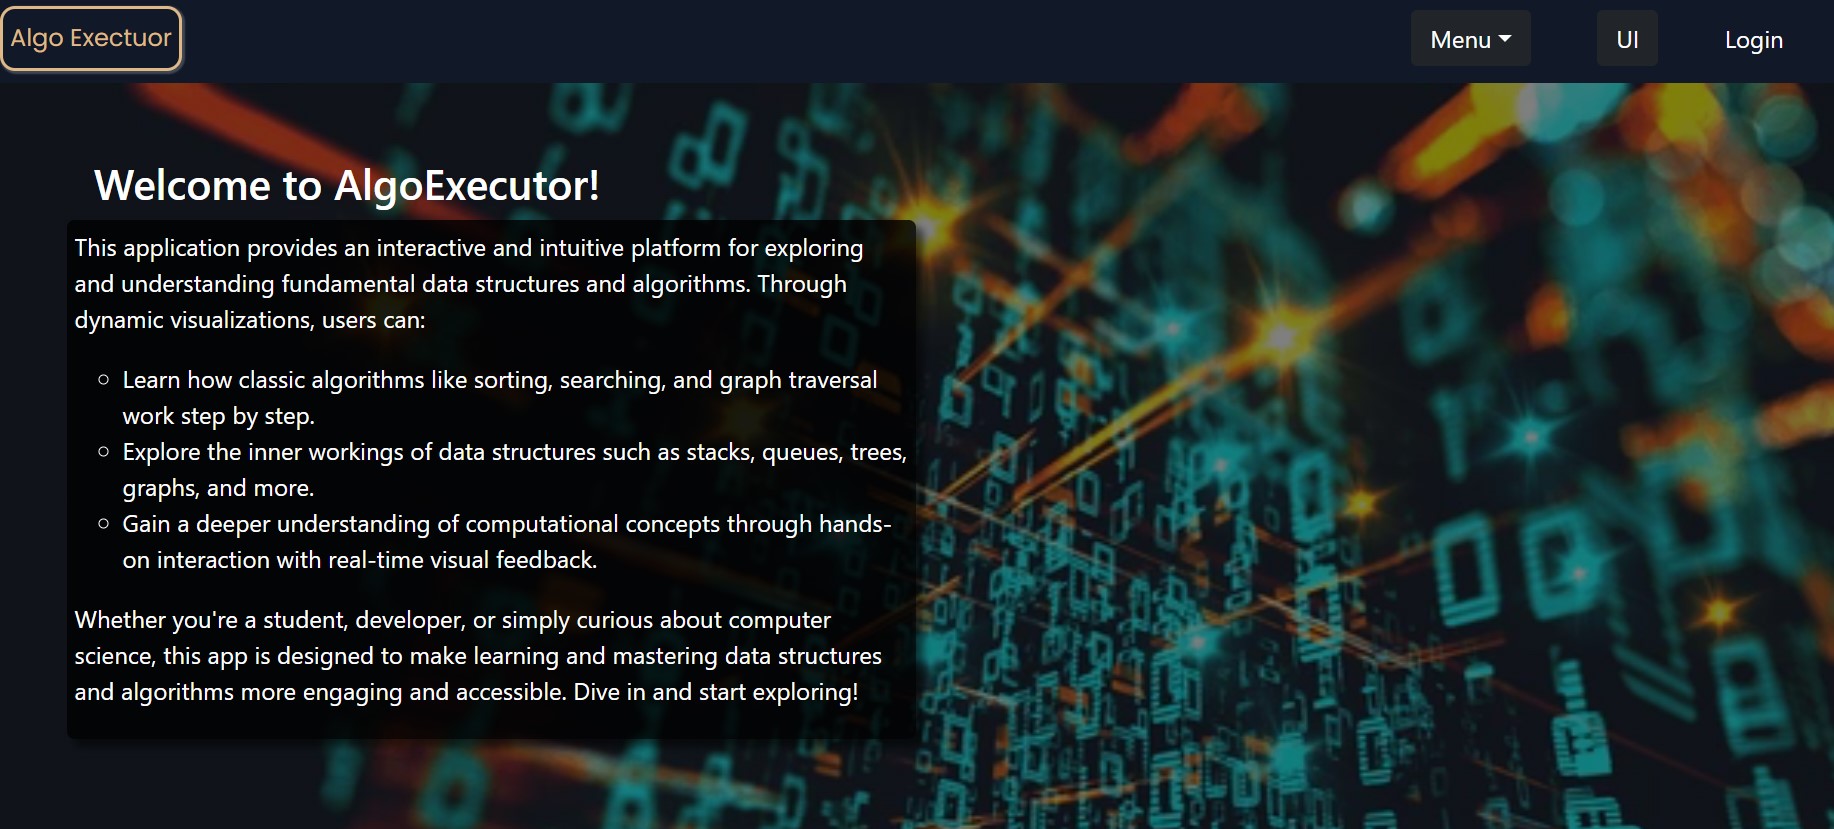 Algo Exectuor
Menu
UI
Login
Welcome to AlgoExecutor!
This application provides an interactive and intuitive platform for exploring
and understanding fundamental data structures and algorithms. Through
dynamic visualizations, users can:
Learn how classic algorithms like sorting, searching, and graph traversal
work step by step.
Explore the inner workings of data structures such as stacks, queues, trees,
graphs, and more.
Gain a deeper understanding of computational concepts through hands-
on interaction with real-time visual feedback.
Whether you're a student, developer, or simply curious about computer
science, this app is designed to make learning and mastering data structures
and algorithms more engaging and accessible. Dive in and start exploring!